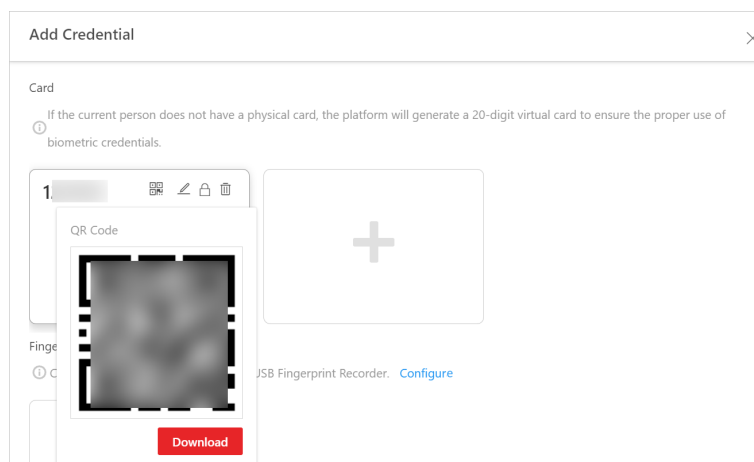 Add Credential
Card
If the current person does not have a physical card, the platform will generate a 20-digit virtual card to ensure the proper use of
biometric credentials.
QR Code
Finge
USB Fingerprint Recorder. Configure
Download